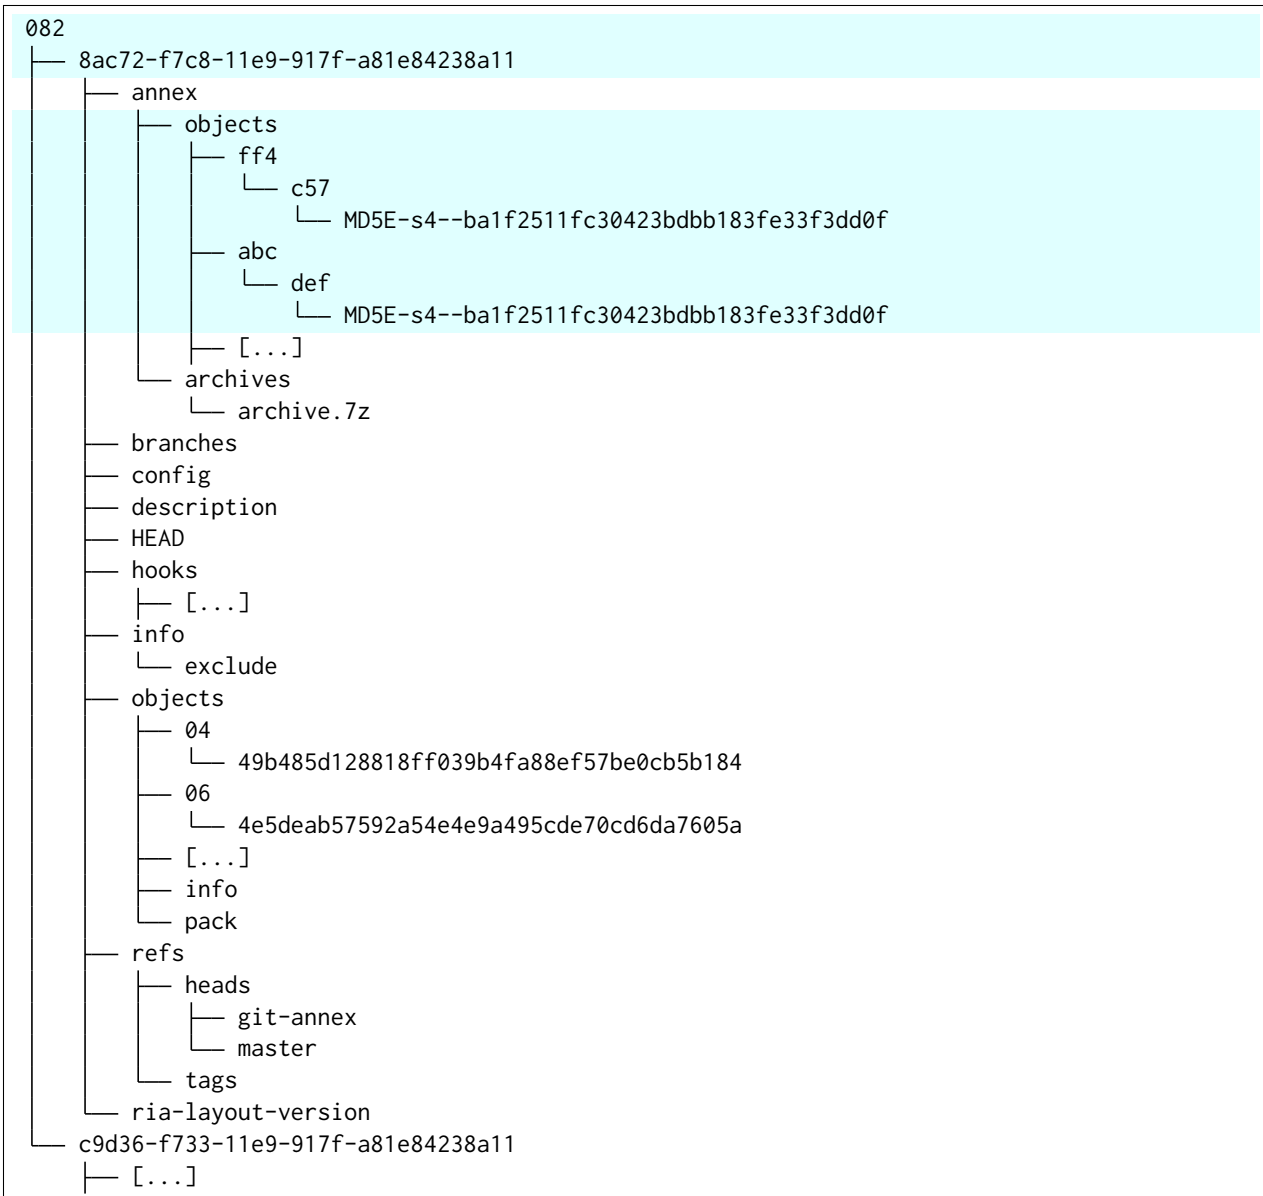 082
├── 8ac72-f7c8-11e9-917f-a81e84238a11
│   ├── annex
│   │   ├── objects
│   │   │   ├── ff4
│   │   │   │   └── c57
│   │   │   │       └── MD5E-s4--ba1f2511fc30423bdbb183fe33f3dd0f
│   │   │   ├── abc
│   │   │   │   └── def
│   │   │   │       └── MD5E-s4--ba1f2511fc30423bdbb183fe33f3dd0f
│   │   │   ├── [...]
│   │   └── archives
│   │       └── archive.7z
│   ├── branches
│   ├── config
│   ├── description
│   ├── HEAD
│   ├── hooks
│   │   ├── [...]
│   ├── info
│   │   └── exclude
│   ├── objects
│   │   ├── 04
│   │   │   └── 49b485d128818ff039b4fa88ef57be0cb5b184
│   │   ├── 06
│   │   │   └── 4e5deab57592a54e4e9a495cde70cd6da7605a
│   │   ├── [...]
│   │   ├── info
│   │   └── pack
│   ├── refs
│   │   ├── heads
│   │   │   ├── git-annex
│   │   │   └── master
│   │   └── tags
│   └── ria-layout-version
└── c9d36-f733-11e9-917f-a81e84238a11
    ├── [...]